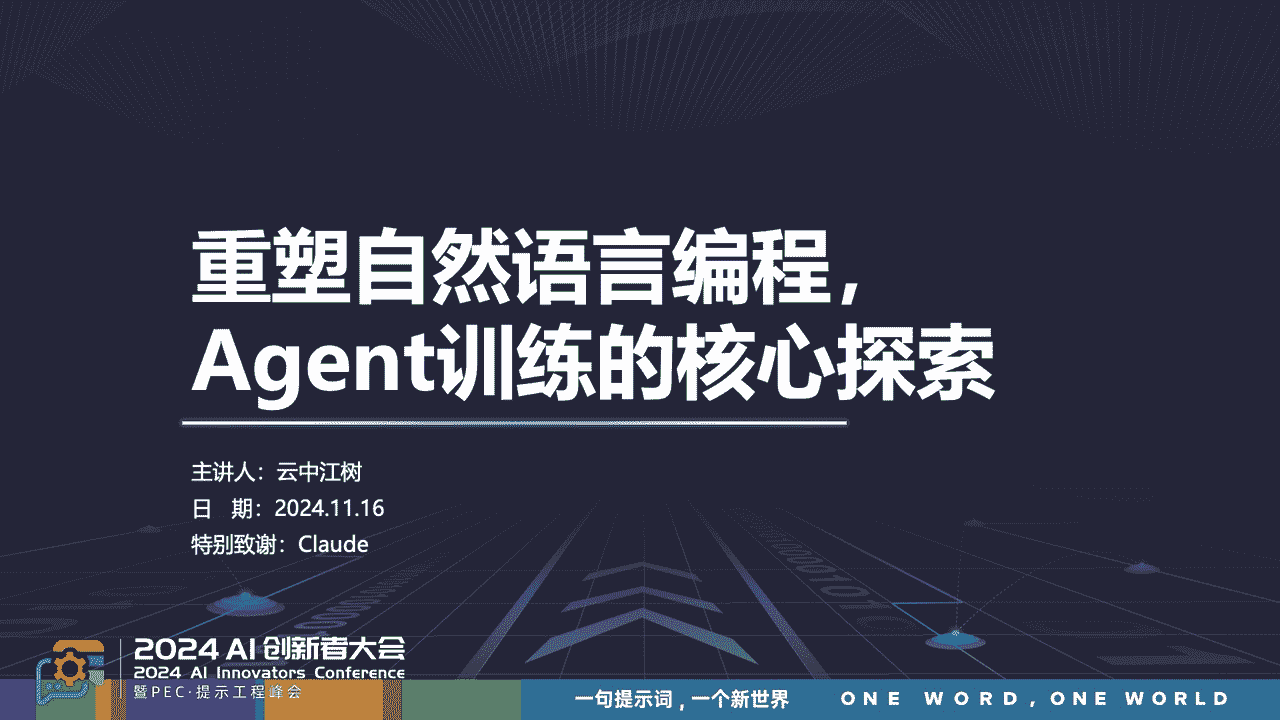 重塑自然语言编程，
Agent训练的核心探索
主讲人：云中江树
日 期：2024.11.16
特别致谢：Claude
2024 AI 创新者大会
2024 AI Innovators Conference
暨PEC·提示工程峰会
一句提示词，一个新世界
ONE WORD, ONE WORLD